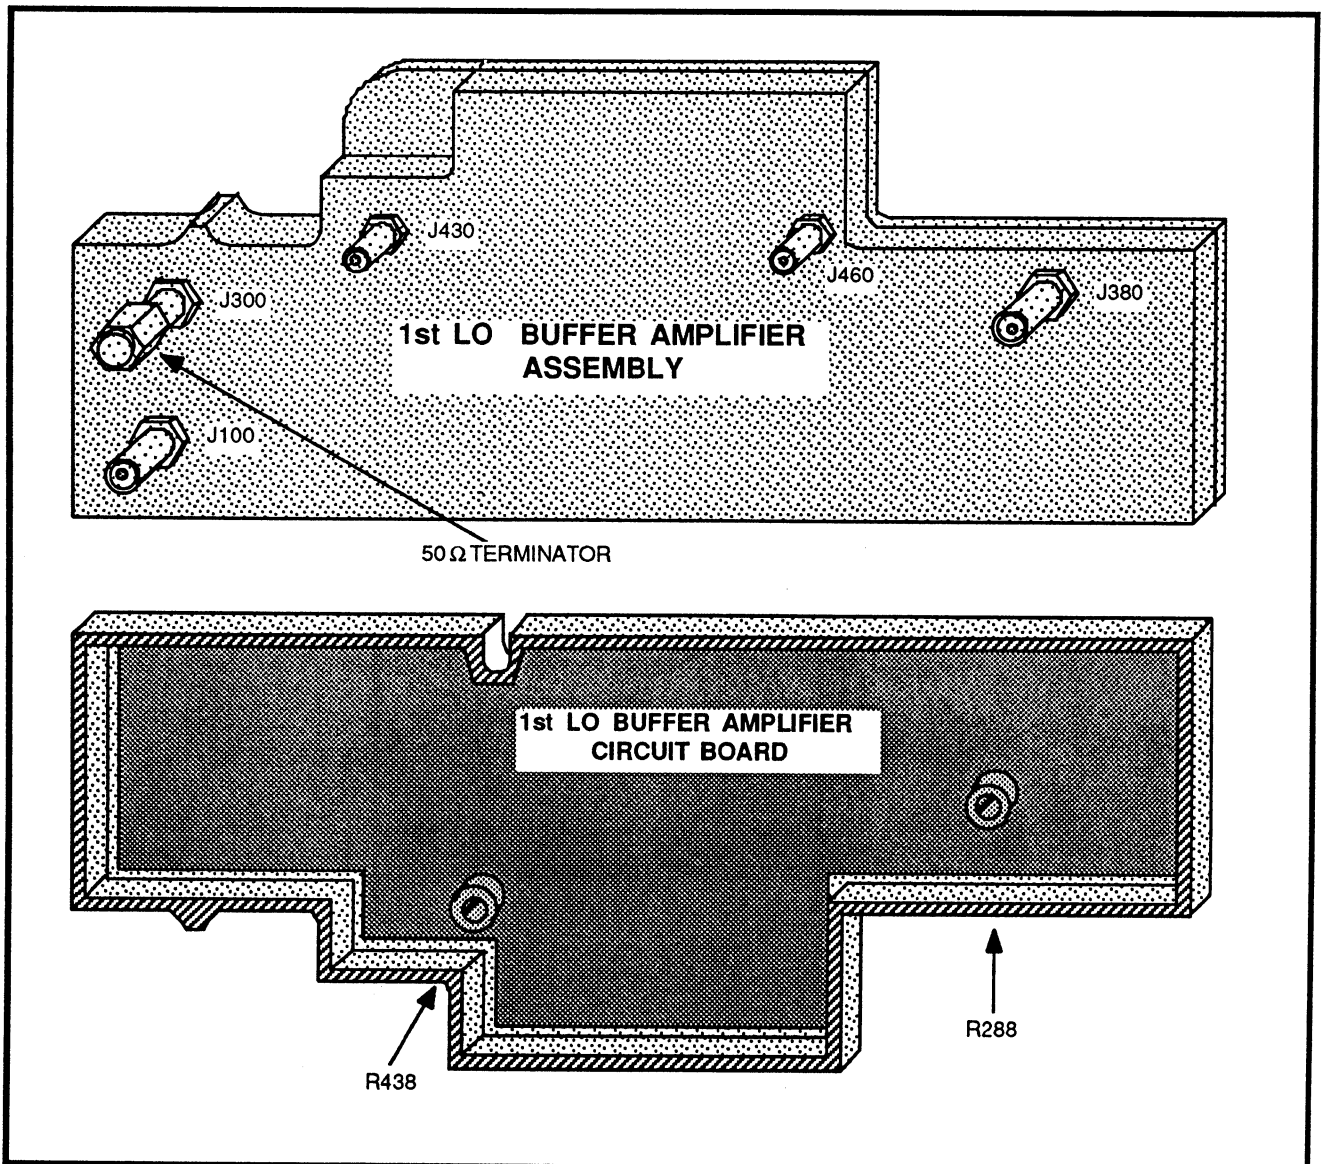 J430
J460
J300
J380
1st LO BUFFER AMPLIFIER
ASSEMBLY
J100
50 Ω TERMINATOR
1st LO BUFFER AMPLIFIER
CIRCUIT BOARD
R288
R438